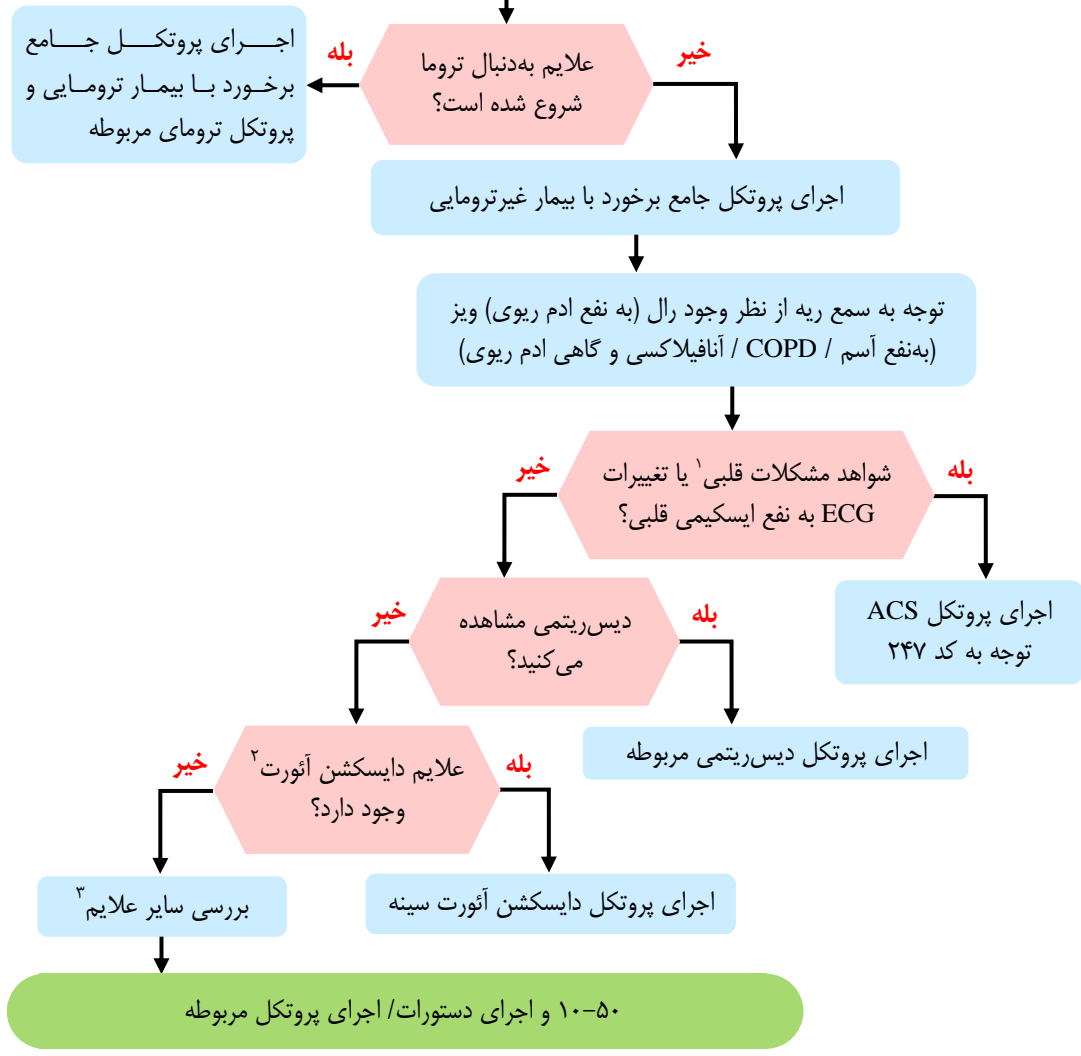 علایم به‌دنبال تروما
شروع شده است؟
خیر
بله
اجـــرای پروتکـــل جـــامع
برخـورد بـا بیمـار ترومـایی و
پروتکل ترومای مربوطه
اجرای پروتکل جامع برخورد با بیمار غیرترومایی
توجه به سمع ریه از نظر وجود رال (به نفع ادم ریوی) ویز
(به‌نفع آسم / COPD / آنافیلاکسی و گاهی ادم ریوی)
شواهد مشکلات قلبی۱ یا تغییرات
ECG به نفع ایسکیمی قلبی؟
بله
خیر
اجرای پروتکل ACS
توجه به کد ۲۴۷
دیس‌ریتمی مشاهده
می‌کنید؟
بله
خیر
اجرای پروتکل دیس‌ریتمی مربوطه
علایم دایسکشن آئورت۲
وجود دارد؟
بله
خیر
اجرای پروتکل دایسکشن آئورت سینه
بررسی سایر علایم۳
۱۰-۵۰ و اجرای دستورات/ اجرای پروتکل مربوطه